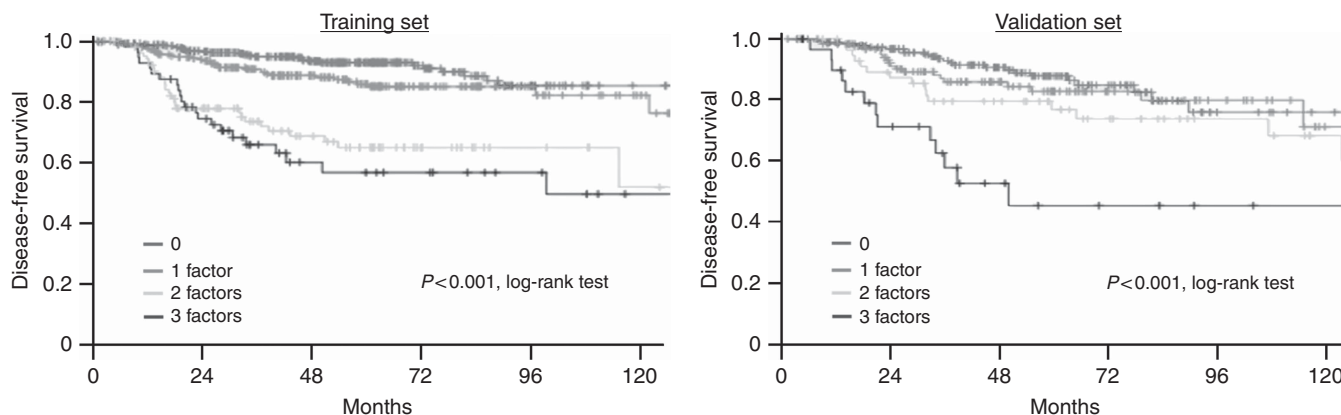 Training set
Disease-free survival
1.0
0.8
0.6
0.4
0.2
0
0
1 factor
2 factors
3 factors
P<0.001, log-rank test
0 24 48 72 96 120
Months
Validation set
Disease-free survival
1.0
0.8
0.6
0.4
0.2
0
0
1 factor
2 factors
3 factors
P<0.001, log-rank test
0 24 48 72 96 120
Months